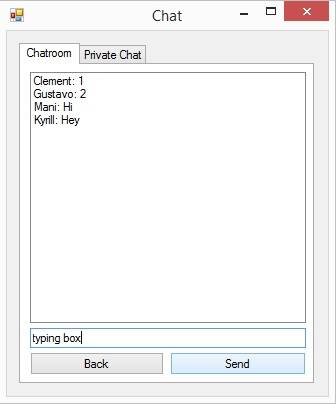 Chat
Chatroom Private Chat
Clement: 1
Gustavo: 2
Mani: Hi
Kyrill: Hey
typing box
Back Send